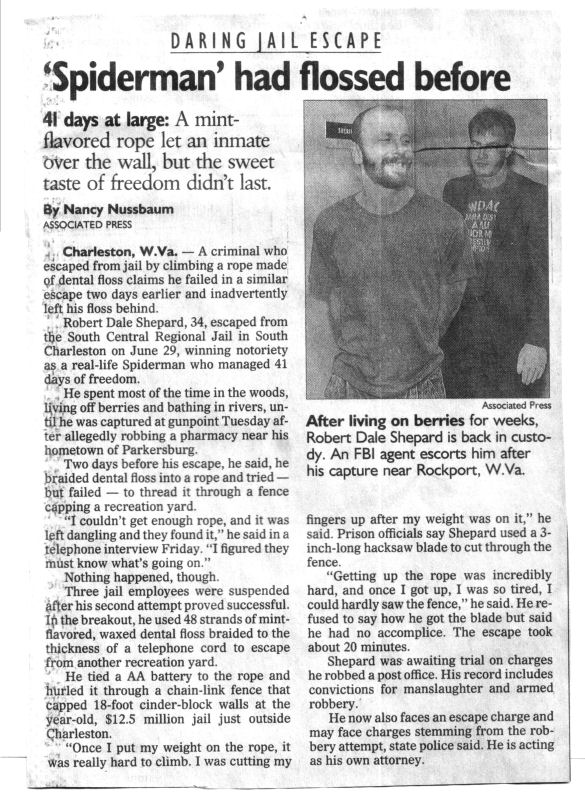 DARING JAIL ESCAPE
'Spiderman' had flossed before
41 days at large: A mint-
flavored rope let an inmate
over the wall, but the sweet
taste of freedom didn't last.
By Nancy Nussbaum
ASSOCIATED PRESS
Charleston, W.Va. — A criminal who
escaped from jail by climbing a rope made
of dental floss claims he failed in a similar
escape two days earlier and inadvertently
left his floss behind.
Robert Dale Shepard, 34, escaped from
the South Central Regional Jail in South
Charleston on June 29, winning notoriety
as a real-life Spiderman who managed 41
days of freedom.
He spent most of the time in the woods,
living off berries and bathing in rivers, un-
til he was captured at gunpoint Tuesday af-
ter allegedly robbing a pharmacy near his
hometown of Parkersburg.
Two days before his escape, he said, he
braided dental floss into a rope and tried —
but failed — to thread it through a fence
capping a recreation yard.
"I couldn't get enough rope, and it was
left dangling and they found it," he said in a
telephone interview Friday. "I figured they
must know what's going on."
Nothing happened, though.
Three jail employees were suspended
after his second attempt proved successful.
In the breakout, he used 48 strands of mint-
flavored, waxed dental floss braided to the
thickness of a telephone cord to escape
from another recreation yard.
He tied a AA battery to the rope and
hurled it through a chain-link fence that
capped 18-foot cinder-block walls at the
year-old, $12.5 million jail just outside
Charleston.
"Once I put my weight on the rope, it
was really hard to climb. I was cutting my
Associated Press
After living on berries for weeks,
Robert Dale Shepard is back in custo-
dy. An FBI agent escorts him after
his capture near Rockport, W.Va.
fingers up after my weight was on it," he
said. Prison officials say Shepard used a 3-
inch-long hacksaw blade to cut through the
fence.
"Getting up the rope was incredibly
hard, and once I got up, I was so tired, I
could hardly saw the fence," he said. He re-
fused to say how he got the blade but said
he had no accomplice. The escape took
about 20 minutes.
Shepard was awaiting trial on charges
he robbed a post office. His record includes
convictions for manslaughter and armed
robbery.
He now also faces an escape charge and
may face charges stemming from the rob-
bery attempt, state police said. He is acting
as his own attorney.